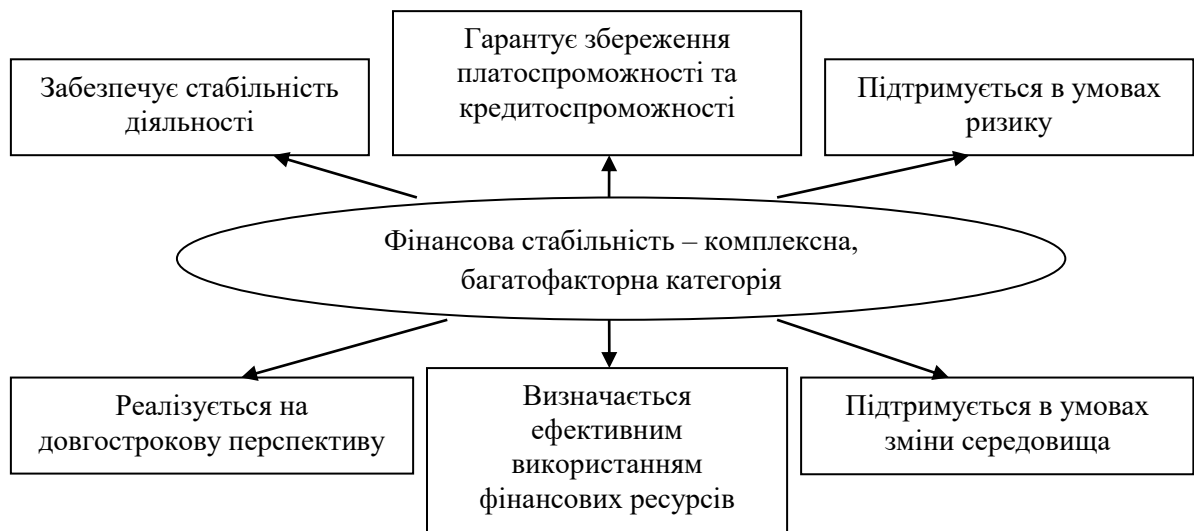 Забезпечує стабільність
діяльності
Гарантує збереження
платоспроможності та
кредитоспроможності
Підтримується в умовах
ризику
Фінансова стабільність – комплексна,
багатофакторна категорія
Реалізується на
довгострокову перспективу
Визначається
ефективним
використанням
фінансових ресурсів
Підтримується в умовах
зміни середовища